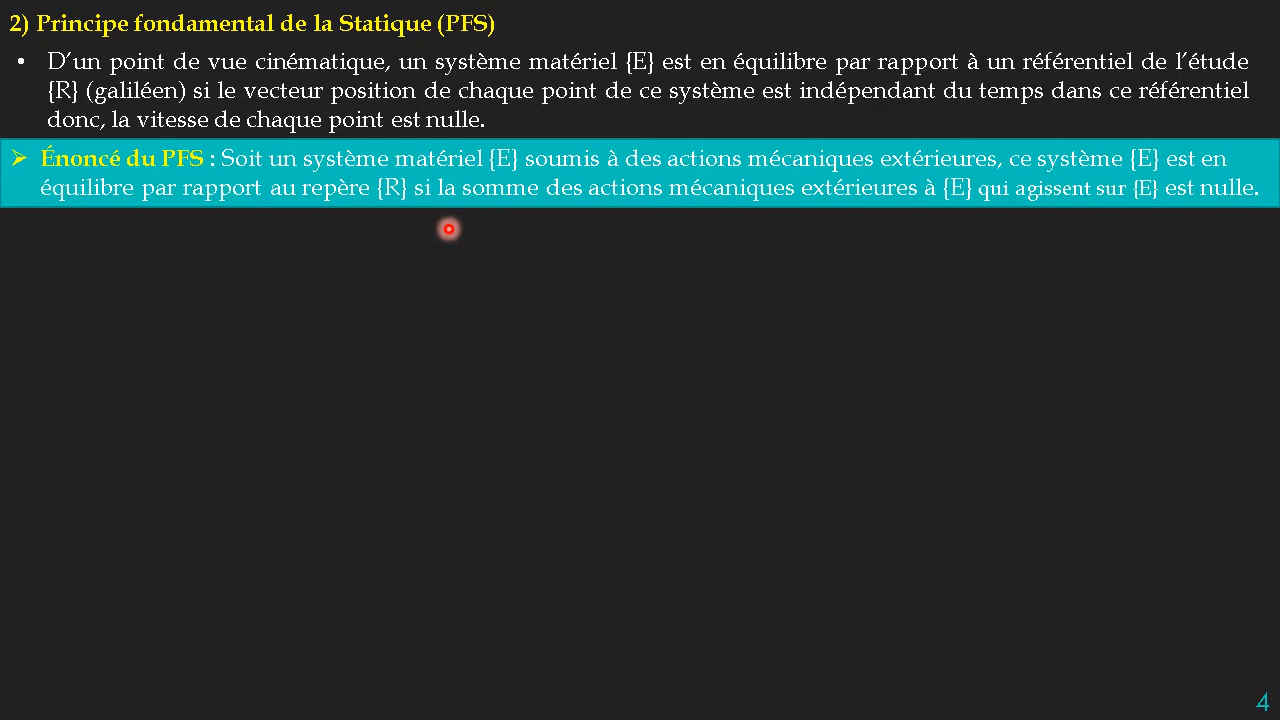 2) Principe fondamental de la Statique (PFS)
• D’un point de vue cinématique, un système matériel {E} est en équilibre par rapport à un référentiel de l’étude
{R} (galiléen) si le vecteur position de chaque point de ce système est indépendant du temps dans ce référentiel
donc, la vitesse de chaque point est nulle.
➢ Énoncé du PFS : Soit un système matériel {E} soumis à des actions mécaniques extérieures, ce système {E} est en
équilibre par rapport au repère {R} si la somme des actions mécaniques extérieures à {E} qui agissent sur {E} est nulle.
4